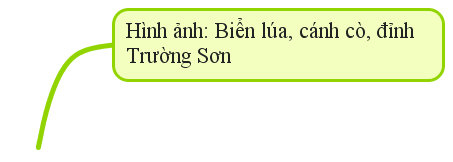 Hình ảnh: Biển lúa, cánh cò, đỉnh
Trường Sơn